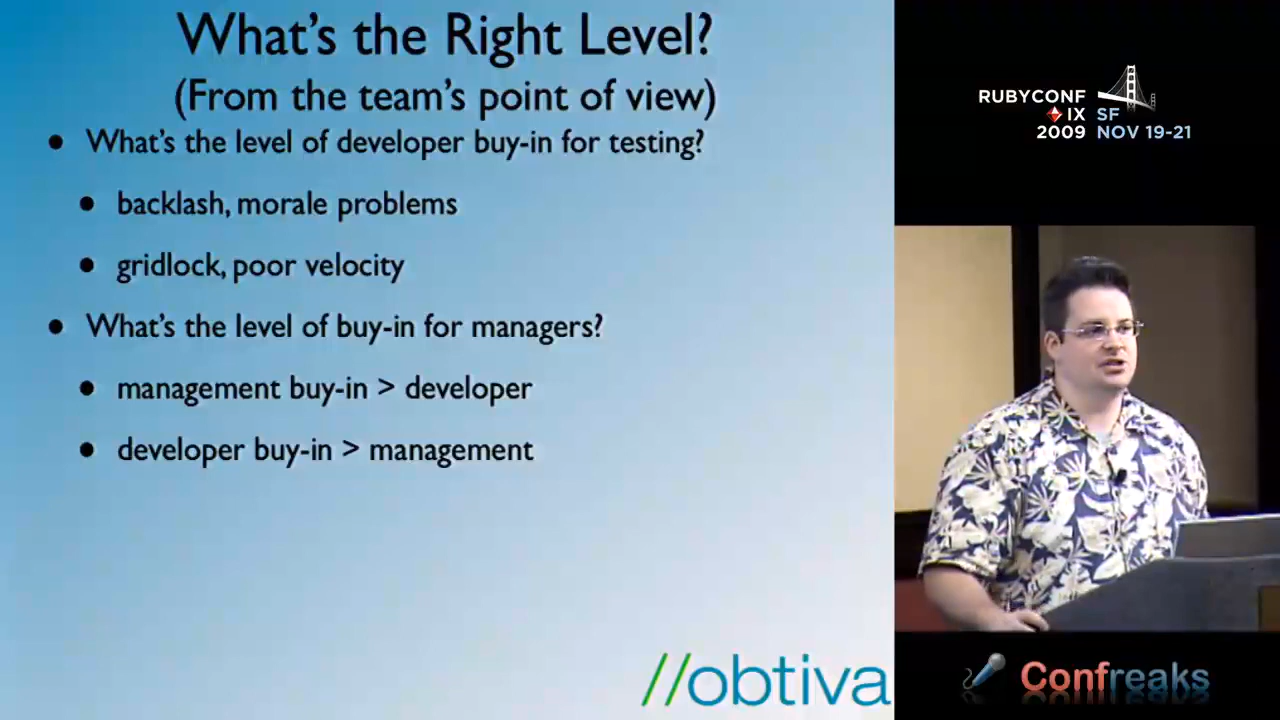 What's the Right Level?
(From the team's point of view)
• What's the level of developer buy-in for testing?
• backlash, morale problems
• gridlock, poor velocity
• What's the level of buy-in for managers?
• management buy-in > developer
• developer buy-in > management
//obtiva
RUBYCONF
IX SF
2009 NOV 19-21
Confreaks